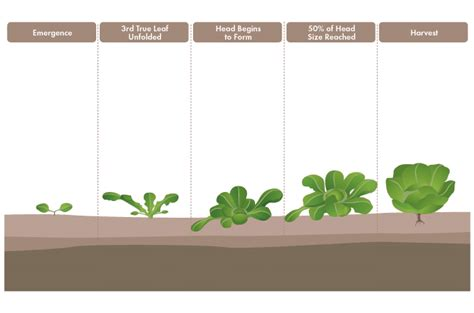 Emergence
3rd True Leaf
Unfolded
Head Begins
to Form
50% of Head
Size Reached
Harvest